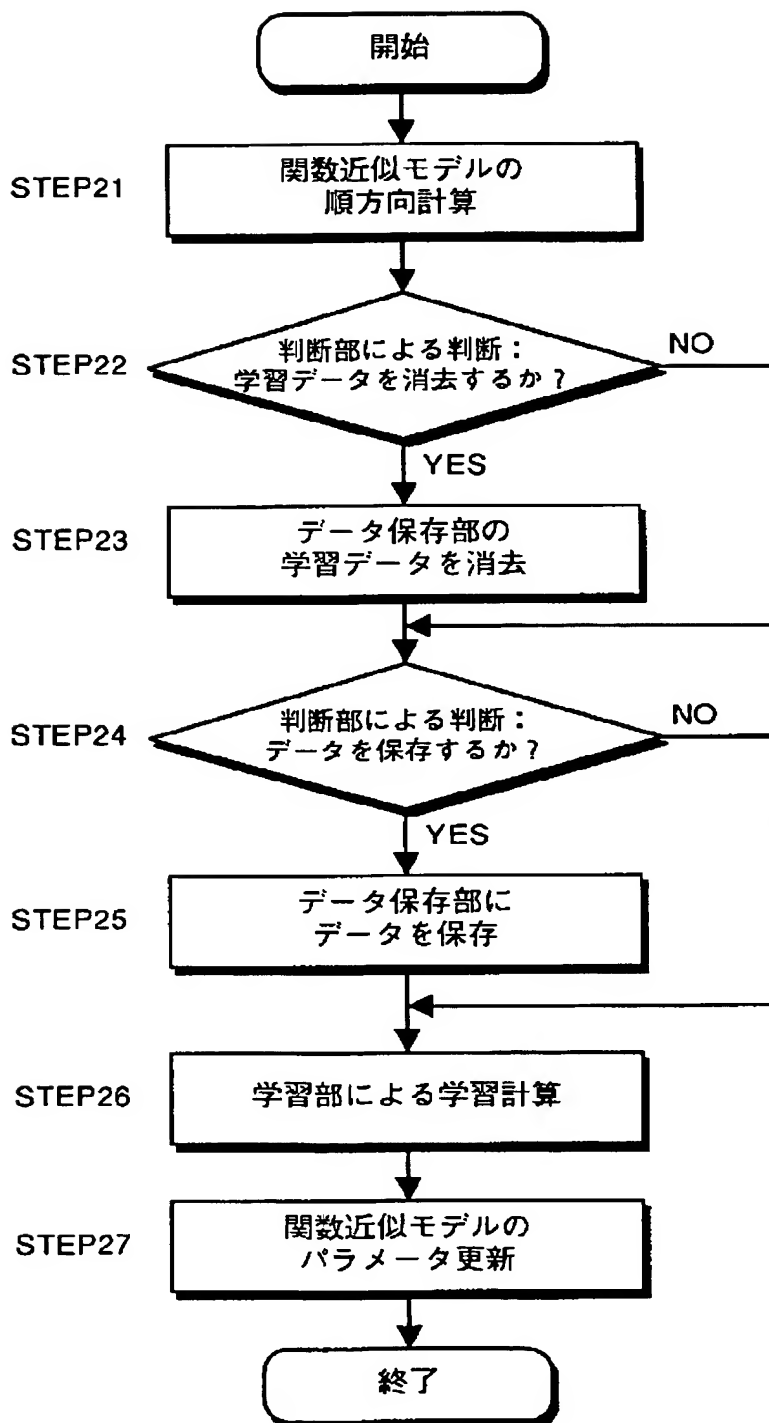 開始
STEP21
関数近似モデルの
順方向計算
STEP22
判断部による判断：
学習データを消去するか？
NO
YES
STEP23
データ保存部の
学習データを消去
STEP24
判断部による判断：
データを保存するか？
NO
YES
STEP25
データ保存部に
データを保存
STEP26
学習部による学習計算
STEP27
関数近似モデルの
パラメータ更新
終了